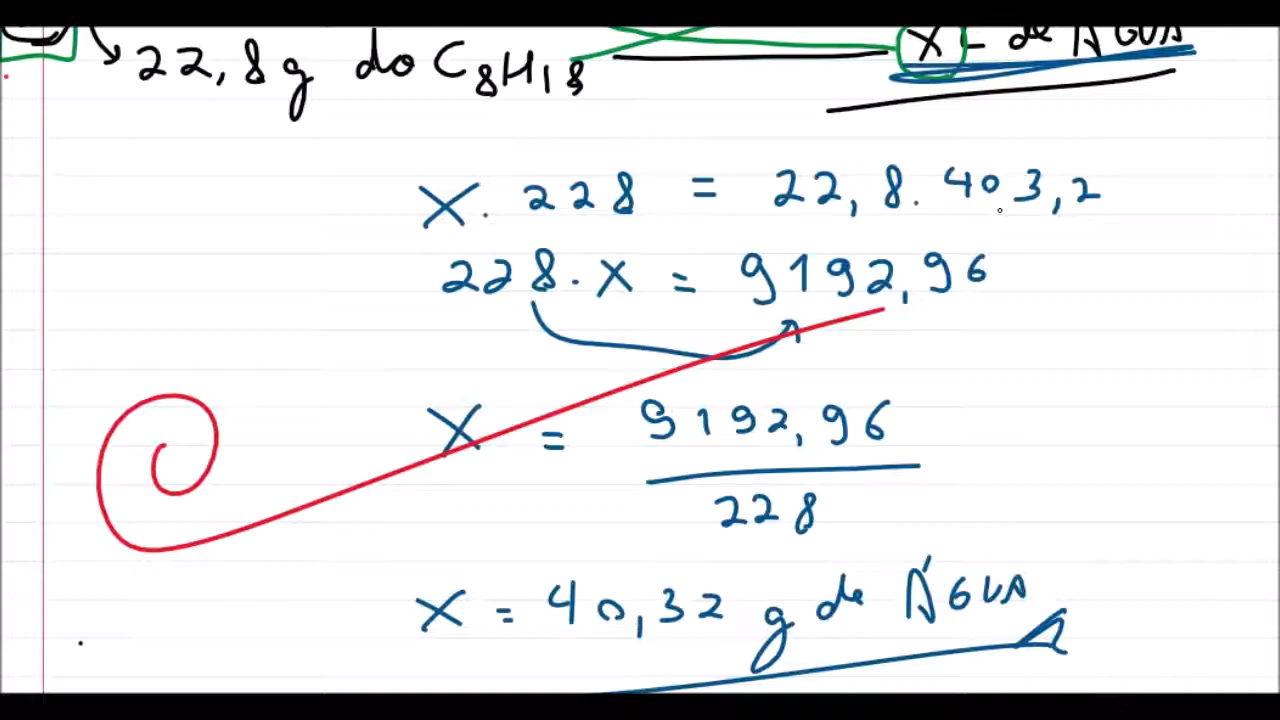 22,8g do C8H18 X - de ÁGUA
X. 228 = 22,8. 403,2
228. X = 9192,96
X = 9192,96
228
X = 40,32 g de ÁGUA